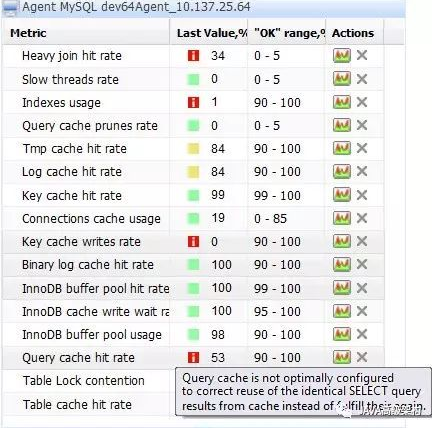 Agent MySQL dev64Agent_10.137.25.64
Metric Last Value,% "OK" range,% Actions
Heavy join hit rate 34 0 - 5
Slow threads rate 0 0 - 5
Indexes usage 1 90 - 100
Query cache prunes rate 0 0 - 5
Tmp cache hit rate 84 90 - 100
Log cache hit rate 84 90 - 100
Key cache hit rate 99 99 - 100
Connections cache usage 19 0 - 85
Key cache writes rate 0 90 - 100
Binary log cache hit rate 100 90 - 100
InnoDB buffer pool hit rate 100 99 - 100
InnoDB cache write wait ra 100 95 - 100
InnoDB buffer pool usage 98 90 - 100
Query cache hit rate 53 90 - 100
Table Lock contention
Table cache hit rate
Query cache is not optimally configured
to correct reuse of the identical SELECT query
results from cache instead of fulfill